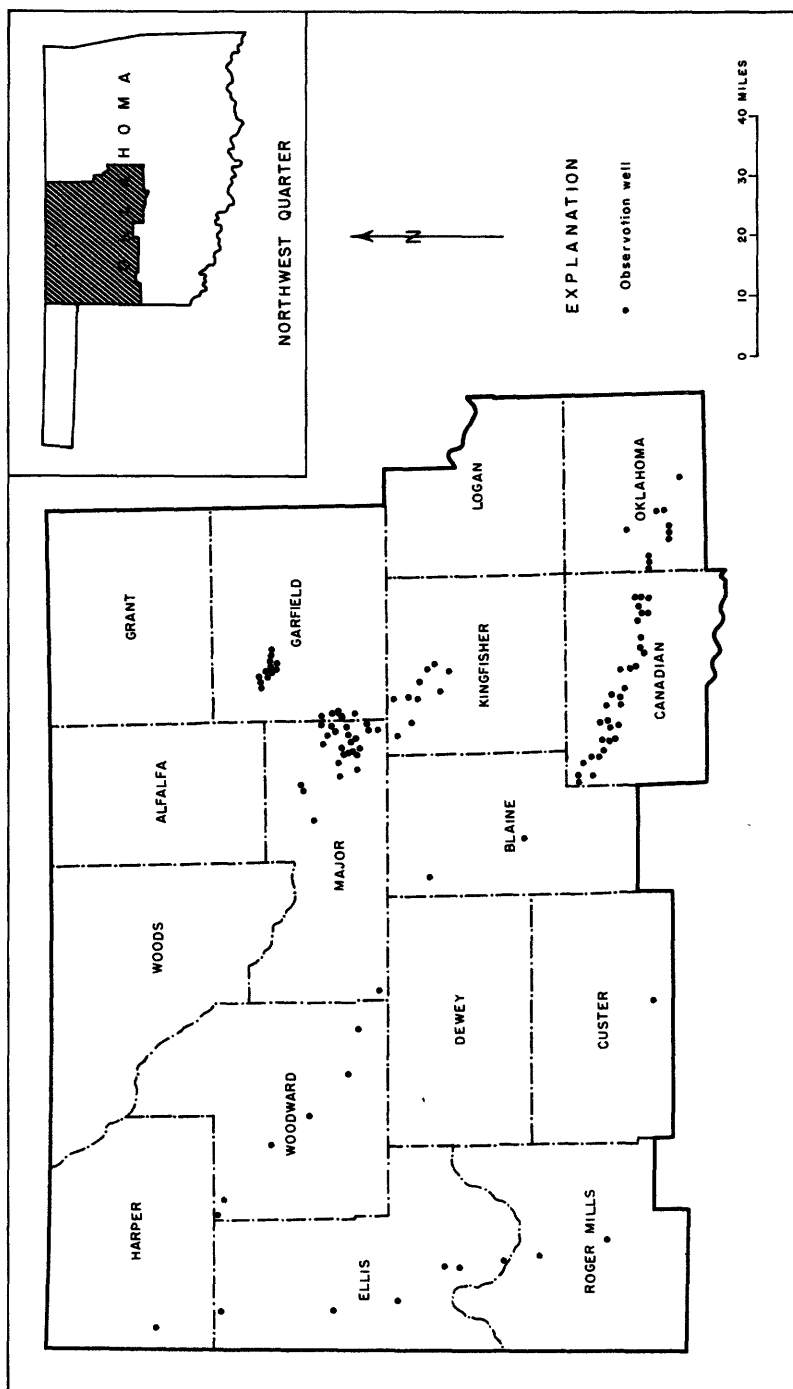 OKLAHOMA
NORTHWEST QUARTER
N
EXPLANATION
• Observation well
0 10 20 30 40 MILES
HARPER
WOODS
ALFALFA
GRANT
ELLIS
WOODWARD
MAJOR
GARFIELD
ROGER MILLS
DEWEY
CUSTER
BLAINE
KINGFISHER
LOGAN
CANADIAN
OKLAHOMA